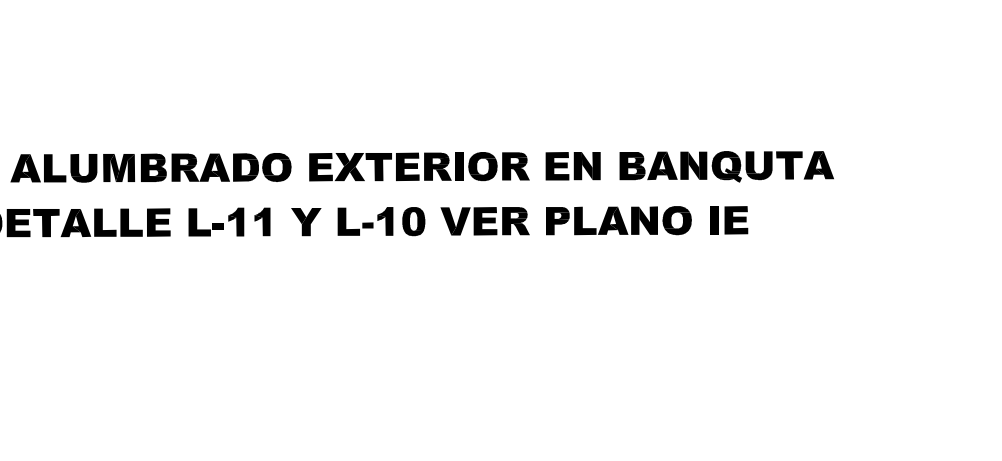 ALUMBRADO EXTERIOR EN BANQUTA
DETALLE L-11 Y L-10 VER PLANO IE